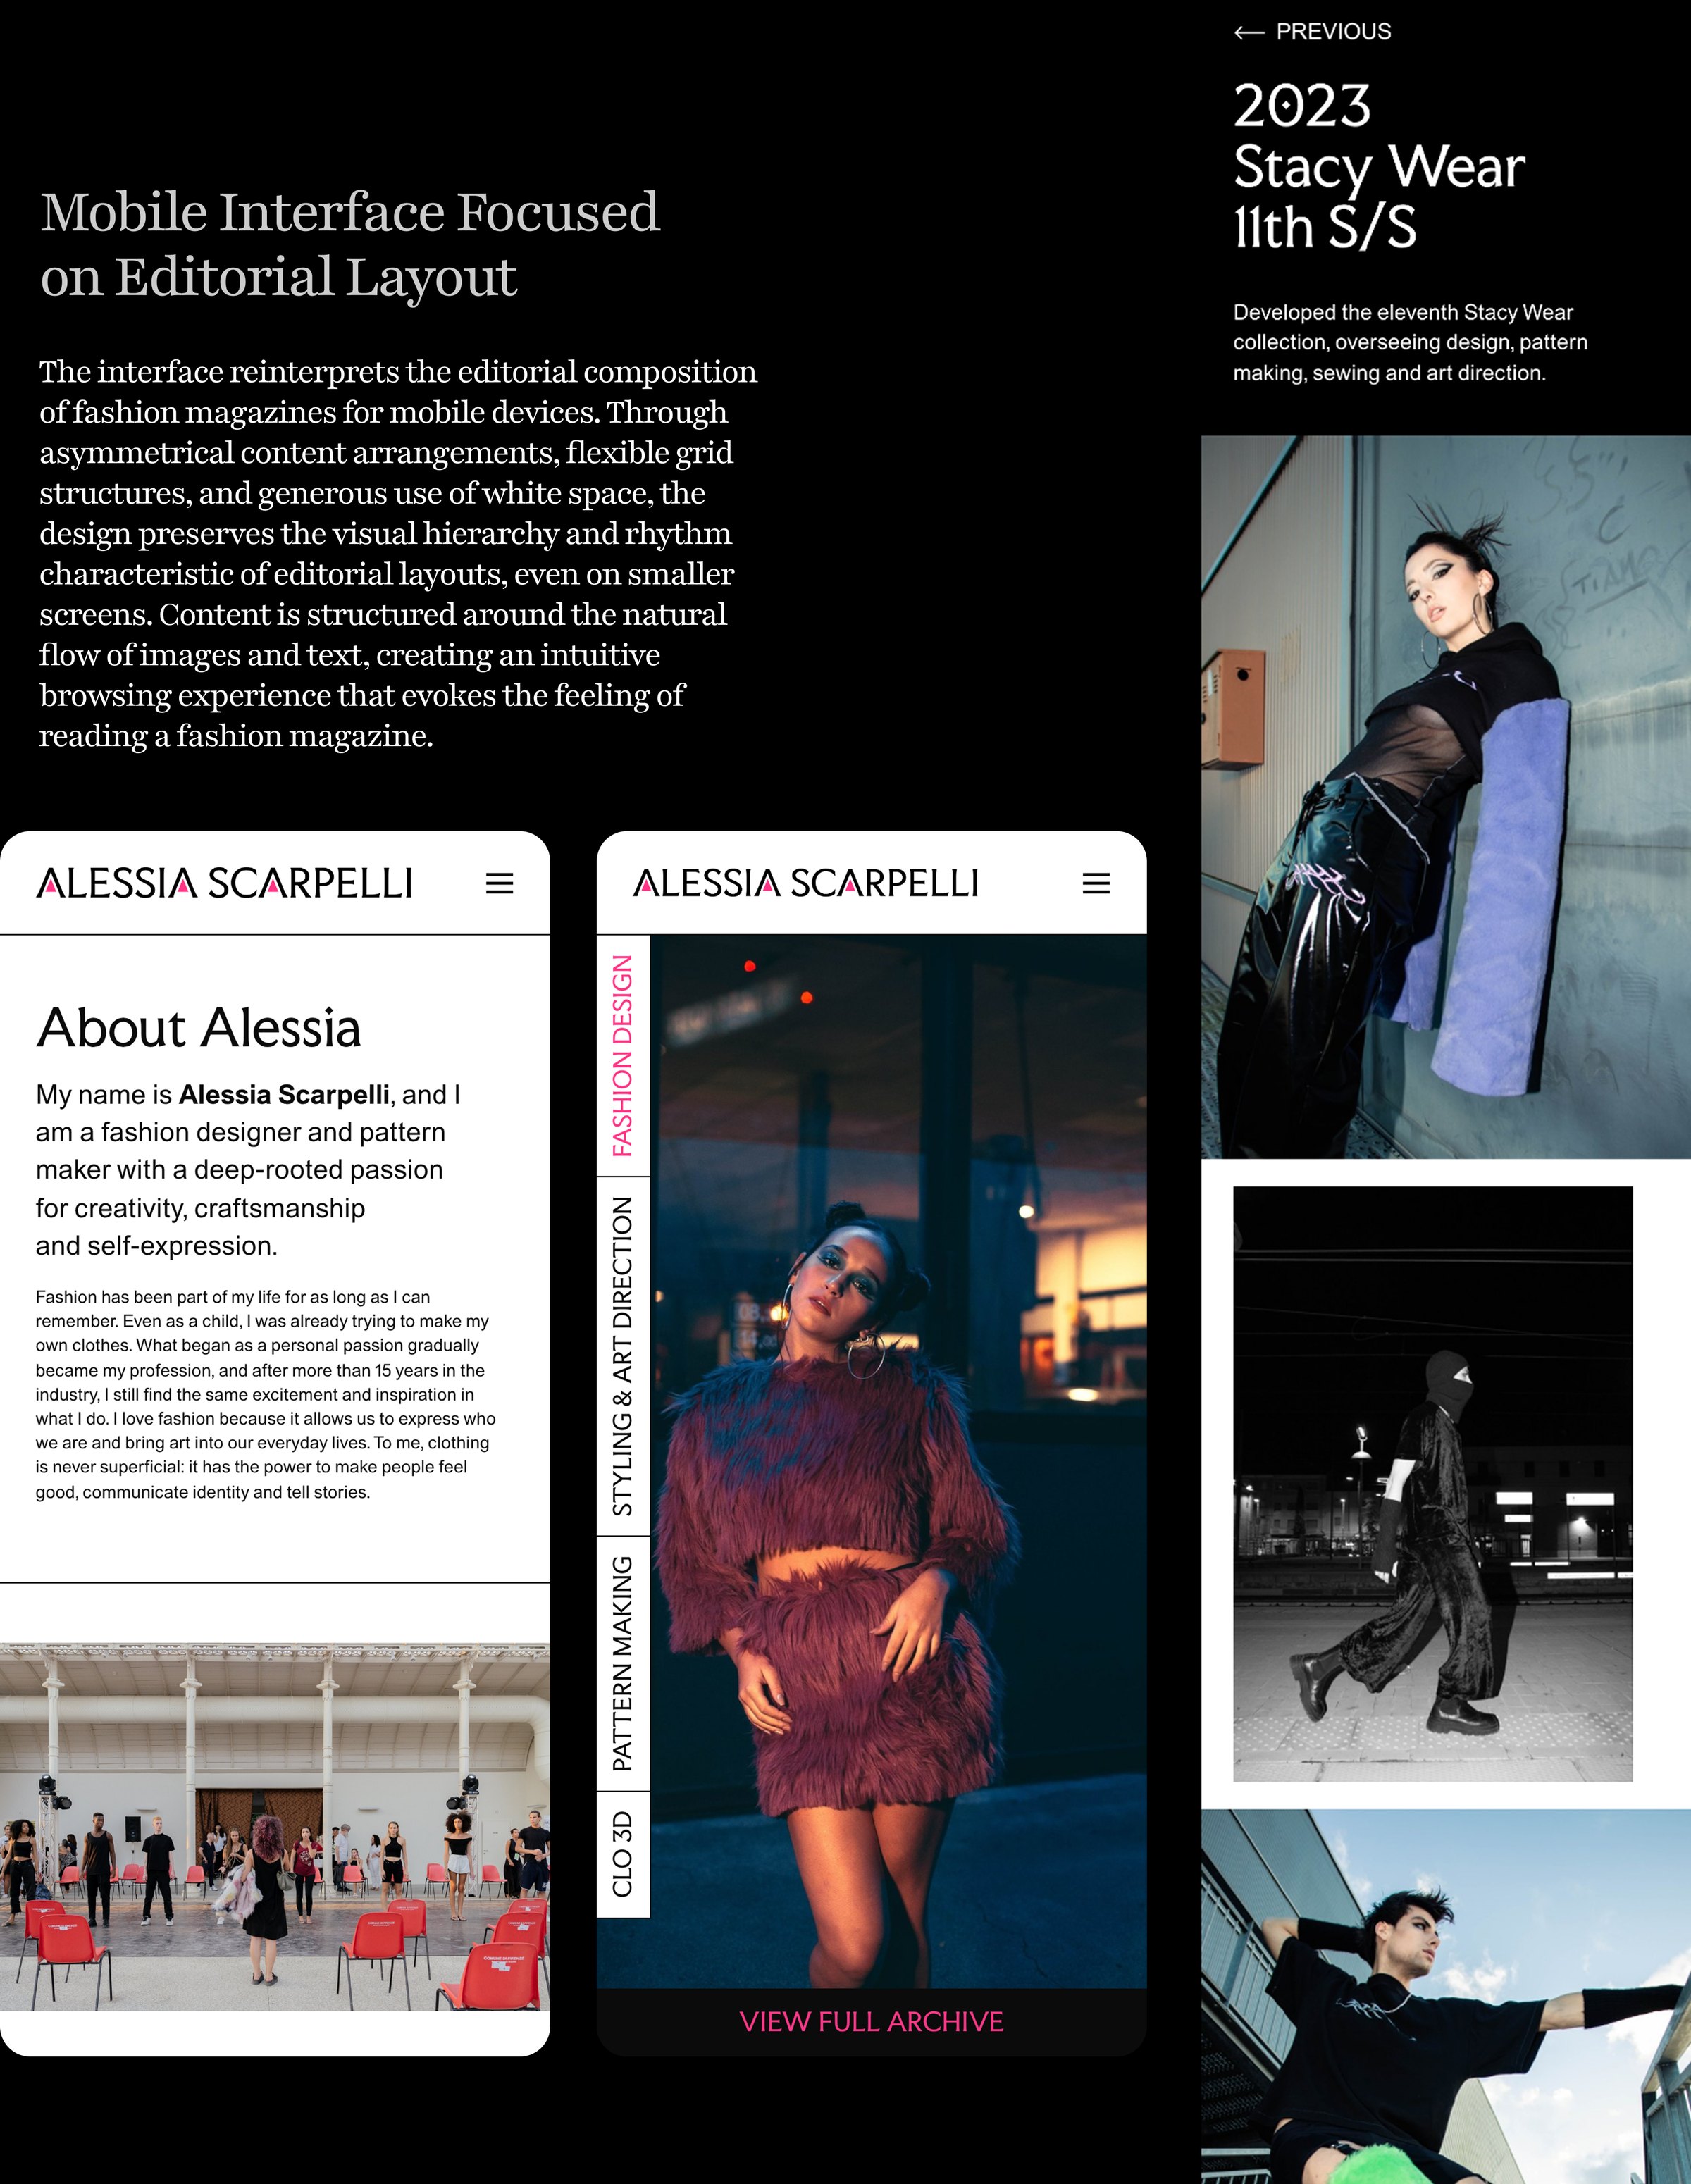 Mobile Interface Focused
on Editorial Layout
The interface reinterprets the editorial composition
of fashion magazines for mobile devices. Through
asymmetrical content arrangements, flexible grid
structures, and generous use of white space, the
design preserves the visual hierarchy and rhythm
characteristic of editorial layouts, even on smaller
screens. Content is structured around the natural
flow of images and text, creating an intuitive
browsing experience that evokes the feeling of
reading a fashion magazine.
ALESSIA SCARPELLI
About Alessia
My name is Alessia Scarpelli, and I
am a fashion designer and pattern
maker with a deep-rooted passion
for creativity, craftsmanship
and self-expression.
Fashion has been part of my life for as long as I can
remember. Even as a child, I was already trying to make my
own clothes. What began as a personal passion gradually
became my profession, and after more than 15 years in the
industry, I still find the same excitement and inspiration in
what I do. I love fashion because it allows us to express who
we are and bring art into our everyday lives. To me, clothing
is never superficial: it has the power to make people feel
good, communicate identity and tell stories.
ALESSIA SCARPELLI
FASHION DESIGN
STYLING & ART DIRECTION
PATTERN MAKING
CLO 3D
VIEW FULL ARCHIVE
← PREVIOUS
2023
Stacy Wear
11th S/S
Developed the eleventh Stacy Wear
collection, overseeing design, pattern
making, sewing and art direction.